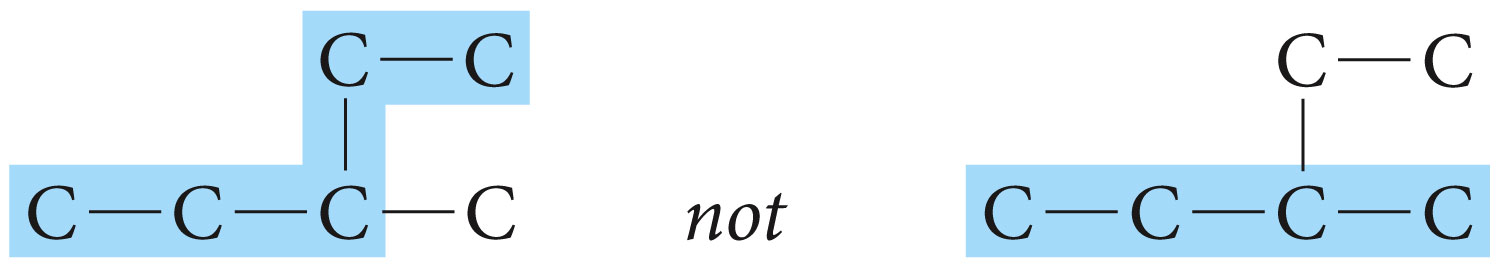 C — C C — C
C — C — C — C not C — C — C — C